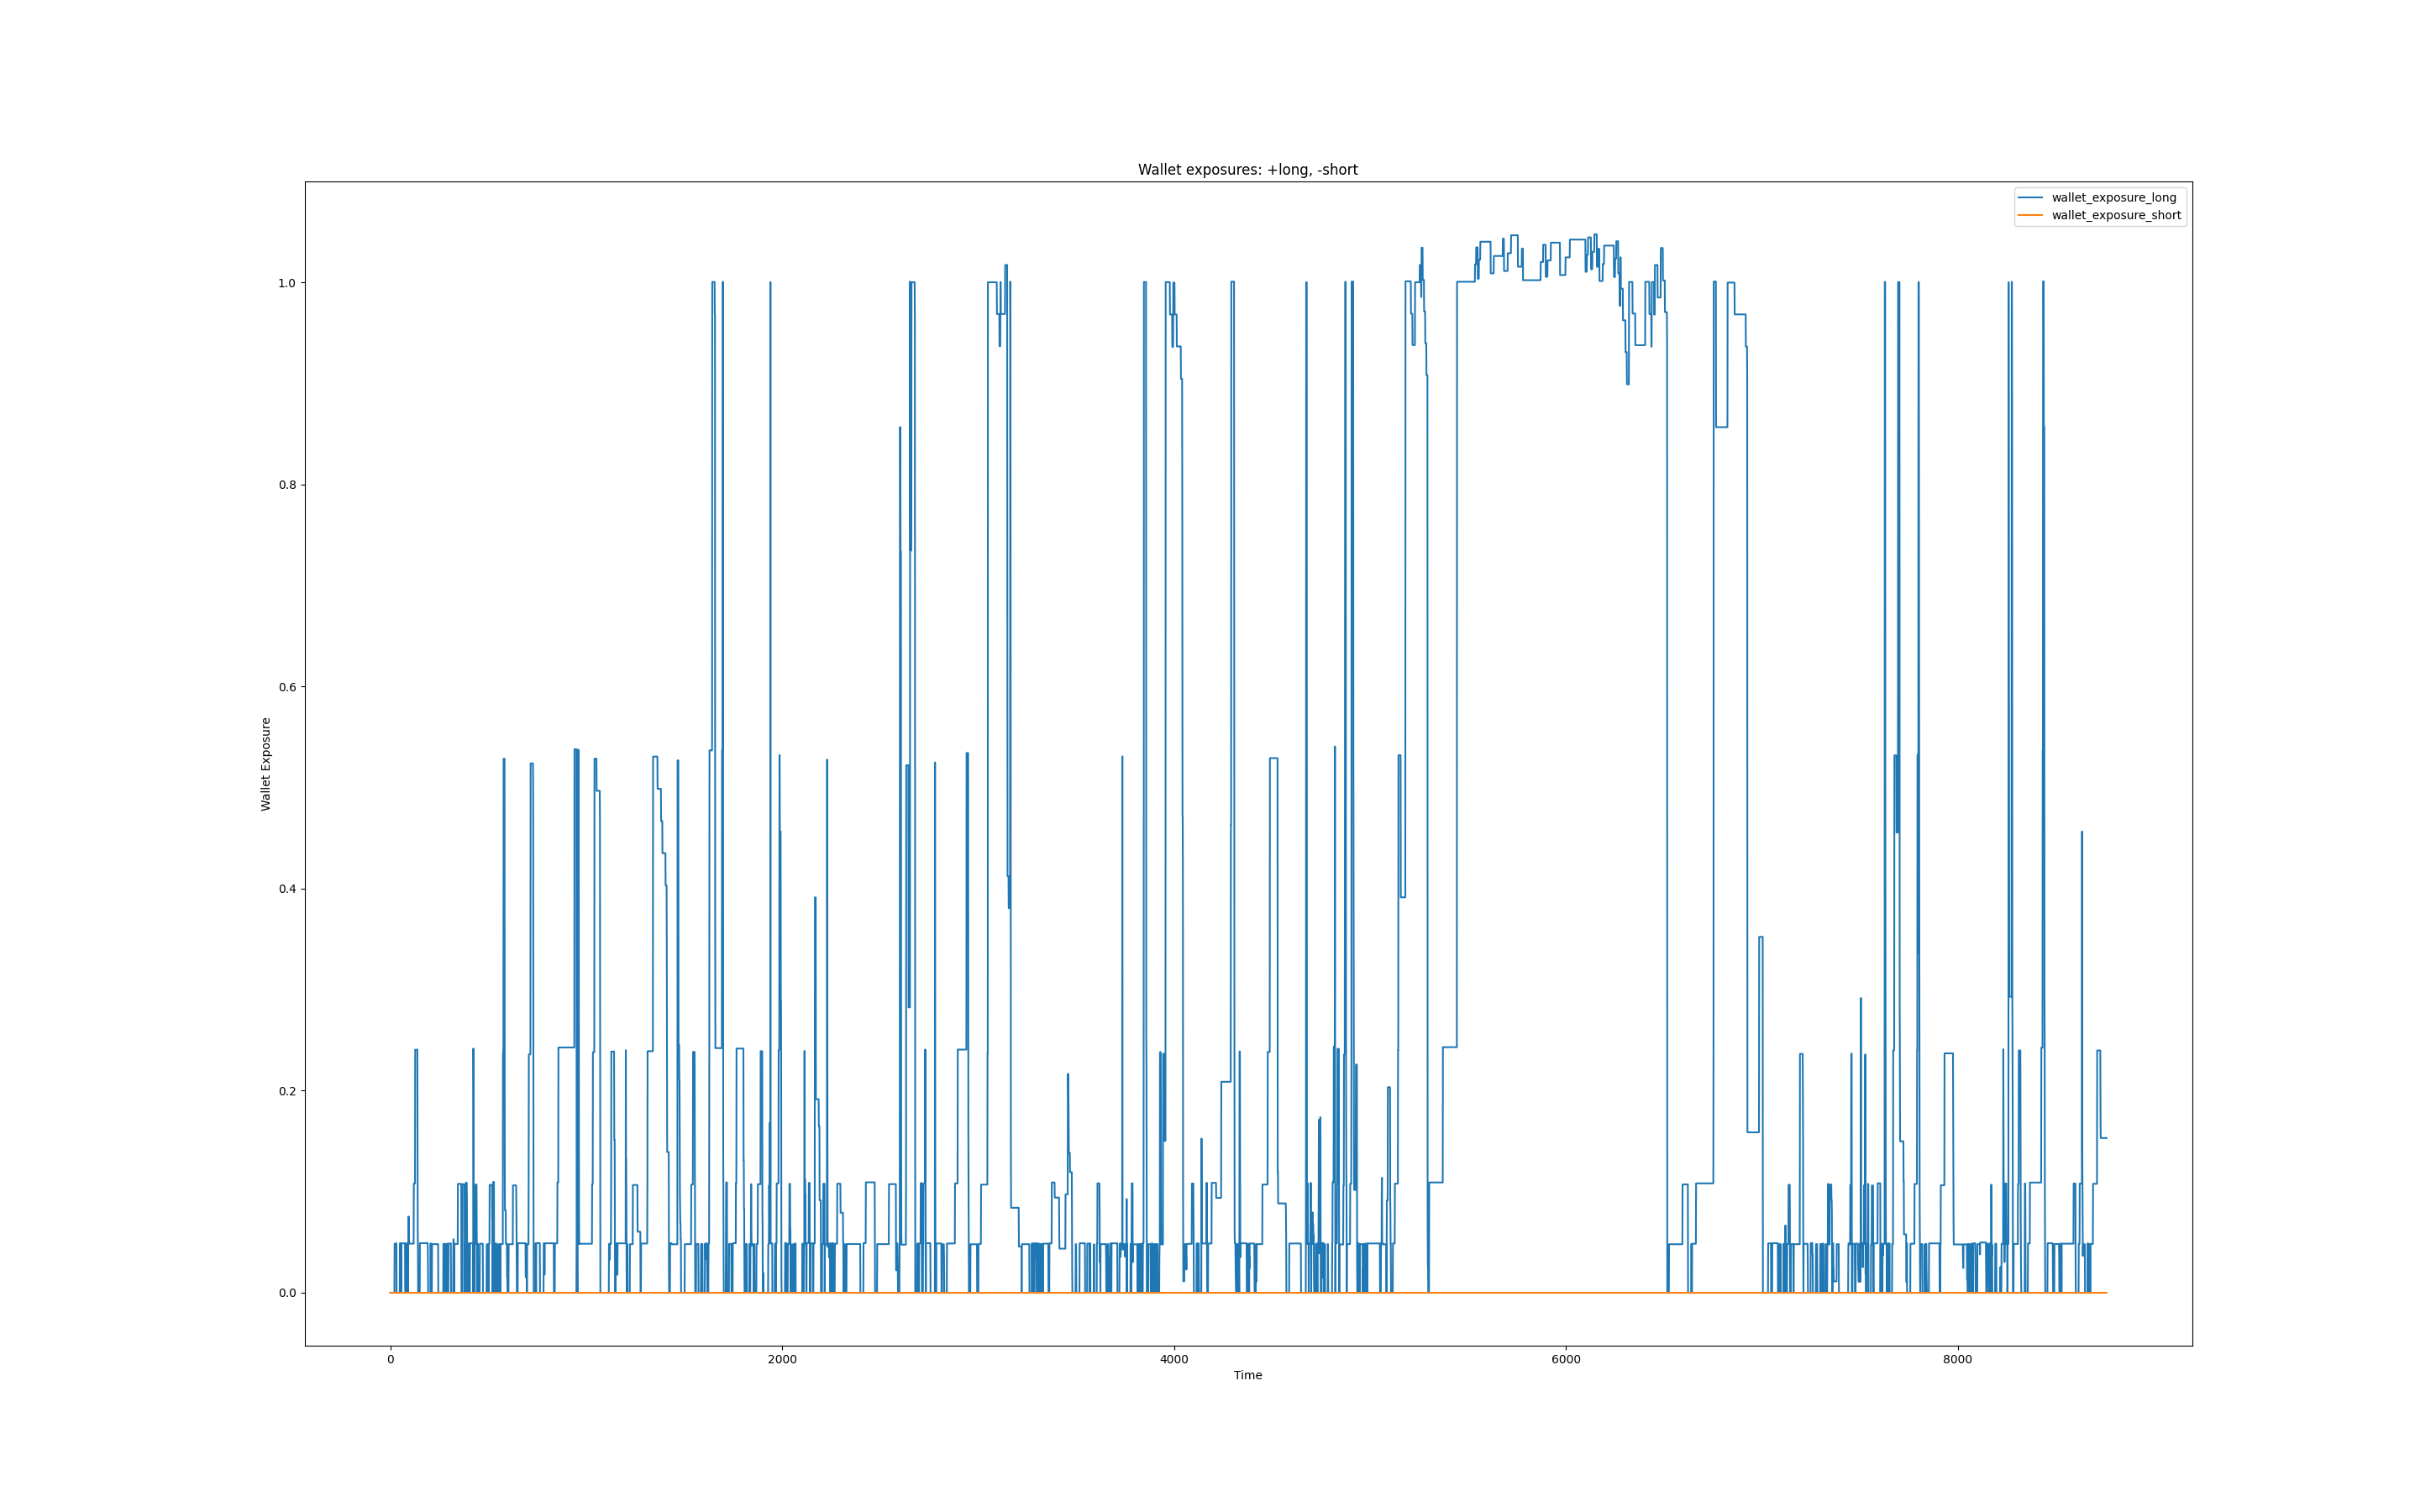 Wallet exposures: +long, -short
wallet_exposure_long
wallet_exposure_short
1.0
0.8
0.6
0.4
0.2
0.0
Wallet Exposure
0
2000
4000
6000
8000
Time